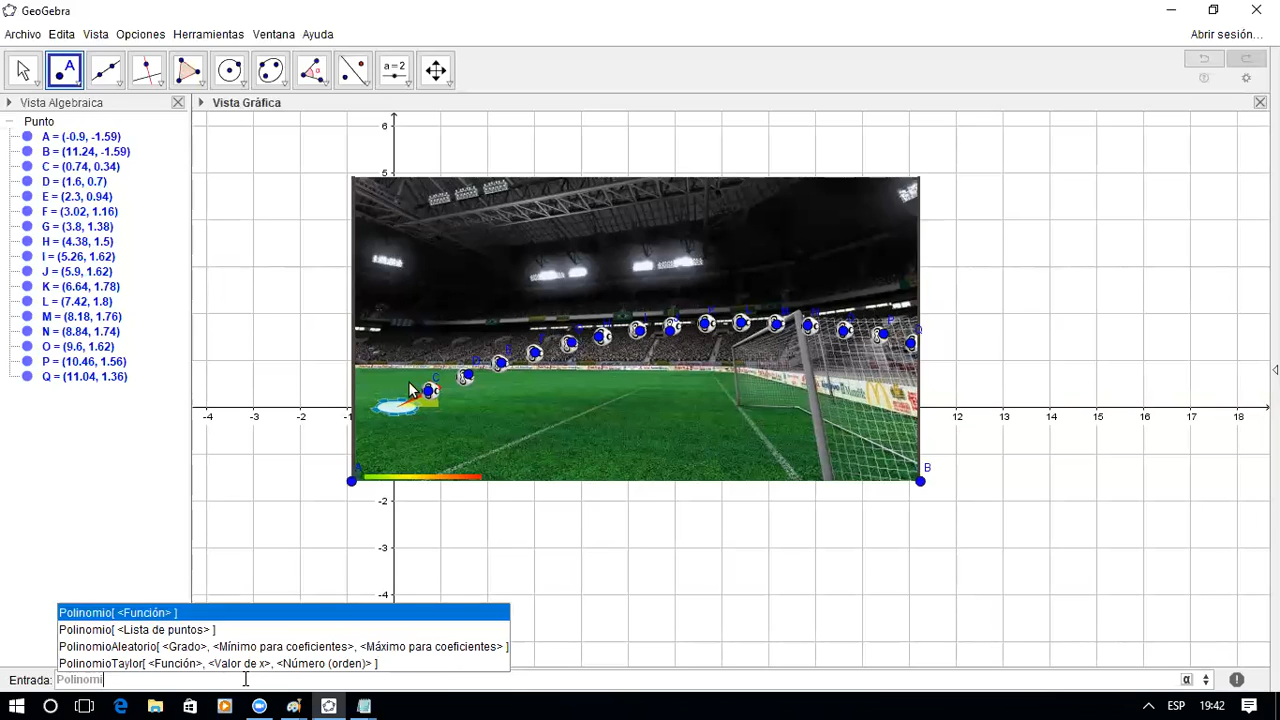 GeoGebra
Archivo Edita Vista Opciones Herramientas Ventana Ayuda
Abrir sesión...
A
a = 2
Vista Algebraica
Vista Gráfica
Punto
A = (-0.9, -1.59)
B = (11.24, -1.59)
C = (0.74, 0.34)
D = (1.6, 0.7)
E = (2.3, 0.94)
F = (3.02, 1.16)
G = (3.8, 1.38)
H = (4.38, 1.5)
I = (5.26, 1.62)
J = (5.9, 1.62)
K = (6.64, 1.78)
L = (7.42, 1.8)
M = (8.18, 1.76)
N = (8.84, 1.74)
O = (9.6, 1.62)
P = (10.46, 1.56)
Q = (11.04, 1.36)
6
5
-4 -3 -2 -1 12 13 14 15 16 17 18
-2
-3
-4
A
B
C
Polinomio[ <Función> ]
Polinomio[ <Lista de puntos> ]
PolinomioAleatorio[ <Grado>, <Mínimo para coeficientes>, <Máximo para coeficientes> ]
PolinomioTaylor[ <Función>, <Valor de x>, <Número (orden)> ]
Entrada: Polinomi
α
ESP 19:42